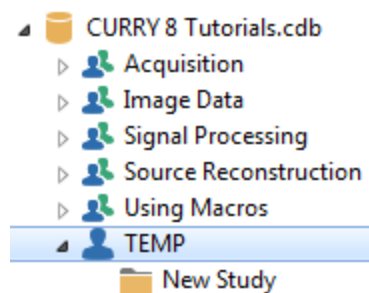 CURRY 8 Tutorials.cdb
Acquisition
Image Data
Signal Processing
Source Reconstruction
Using Macros
TEMP
New Study